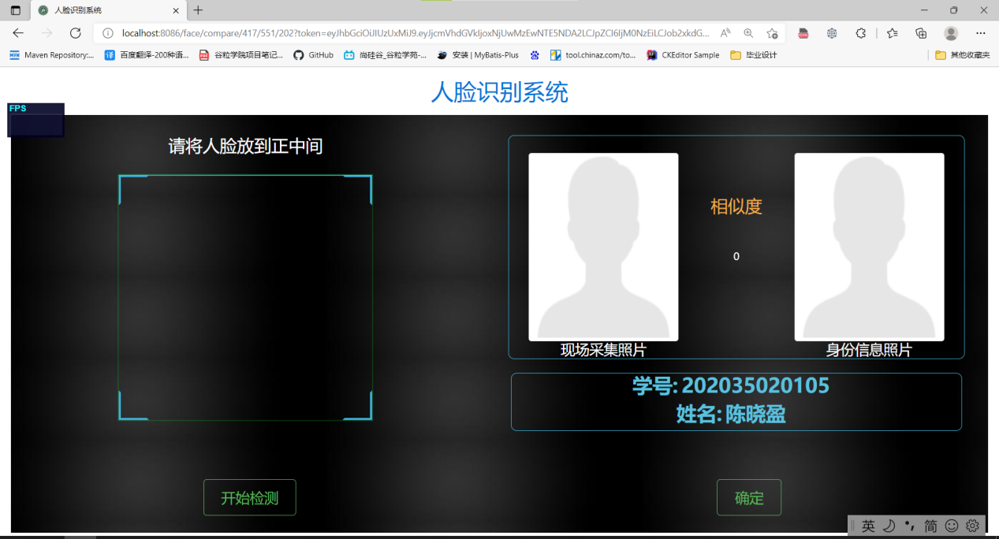 人脸识别系统
localhost:8086/face/compare/417/551/202?token=eyJhbGciOiJIUzUxMiJ9.eyJjcmVhdGVkIjoxNjUwMzEwNTE5NDA2LCJpZCI6IjM0NzEiLCJob2xkdG...
Maven Repository:...
百度翻译-200种语...
谷粒学院项目笔记...
GitHub
尚硅谷_谷粒学苑-...
安装 | MyBatis-Plus
tool.chinaz.com/to...
CKEditor Sample
毕业设计
其他收藏夹
人脸识别系统
FPS
请将人脸放到正中间
相似度
0
现场采集照片
身份信息照片
学号: 202035020105
姓名: 陈晓盈
开始检测
确定
英
简